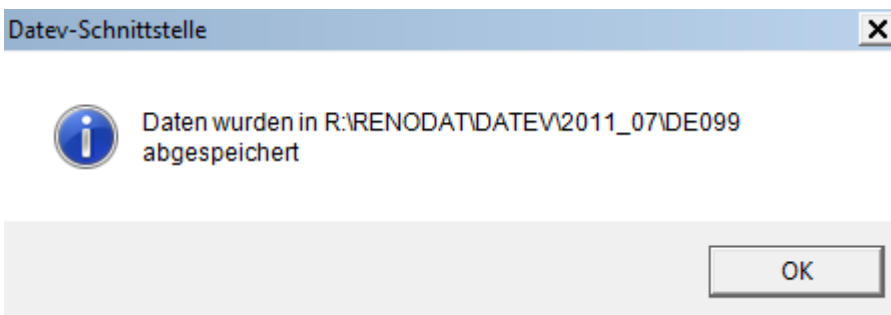 Datev-Schnittstelle
Daten wurden in R:\RENODAT\DATEV\2011_07\DE099
abgespeichert
OK